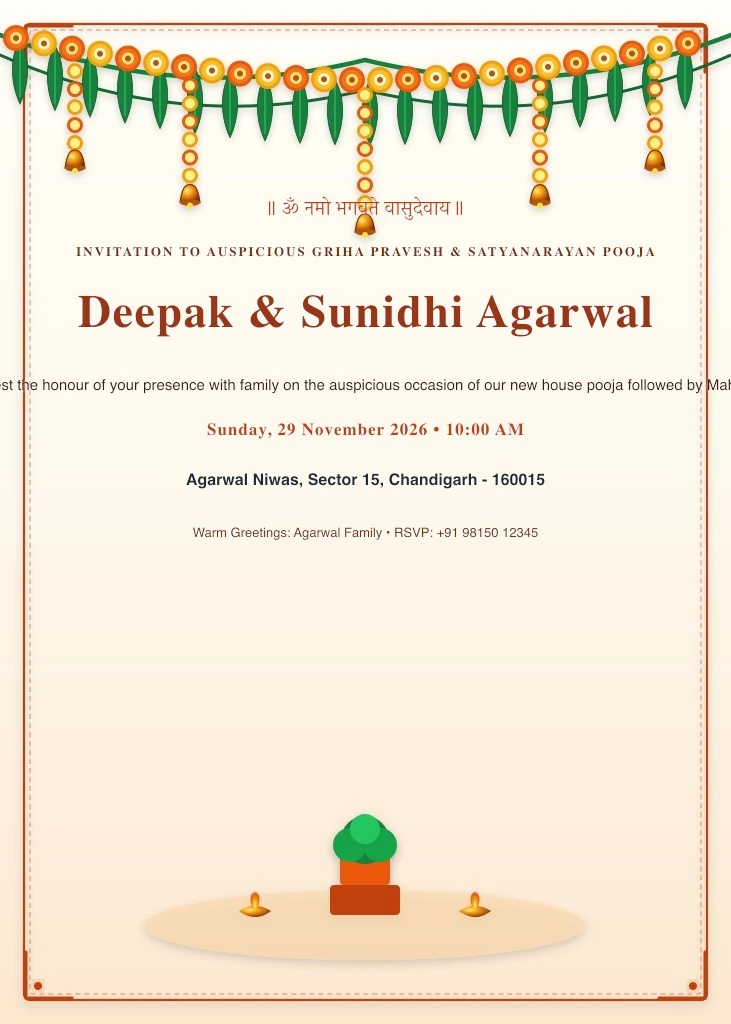 ॥ ॐ नमो भगवते वासुदेवाय ॥
INVITATION TO AUSPICIOUS GRIHA PRAVESH & SATYANARAYAN POOJA
Deepak & Sunidhi Agarwal
the honour of your presence with family on the auspicious occasion of our new house pooja followed by
Sunday, 29 November 2026 • 10:00 AM
Agarwal Niwas, Sector 15, Chandigarh - 160015
Warm Greetings: Agarwal Family • RSVP: +91 98150 12345